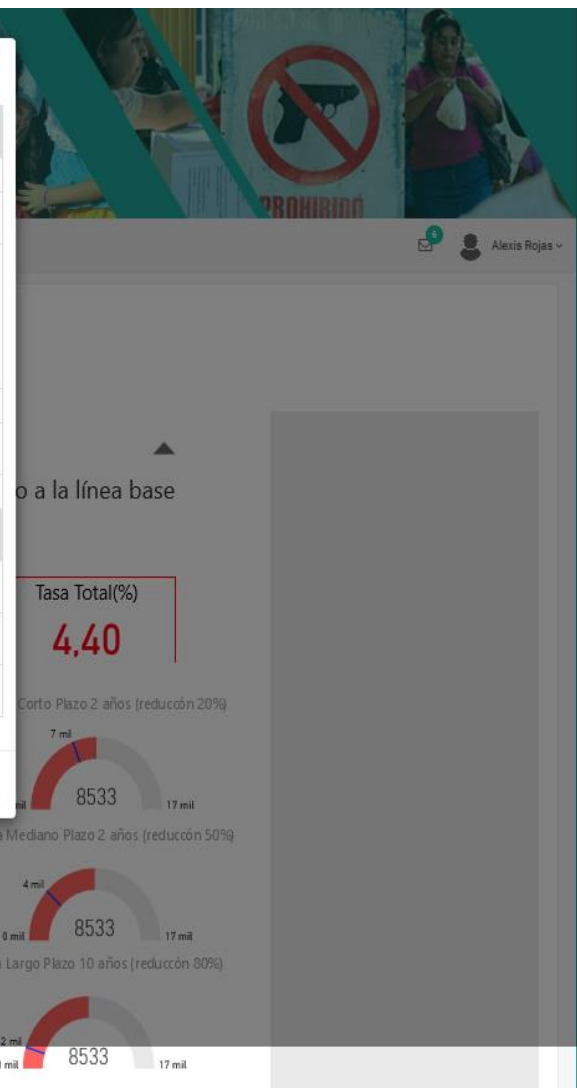 PROHIBIDO
6
Alexis Rojas
o a la línea base
Tasa Total(%)
4,40
Corto Plazo 2 años (reduccón 20%)
7 mil
mil
8533
17 mil
a Mediano Plazo 2 años (reduccón 50%)
4 mil
0 mil
8533
17 mil
a Largo Plazo 10 años (reduccón 80%)
2 mil
mil
8533
17 mil